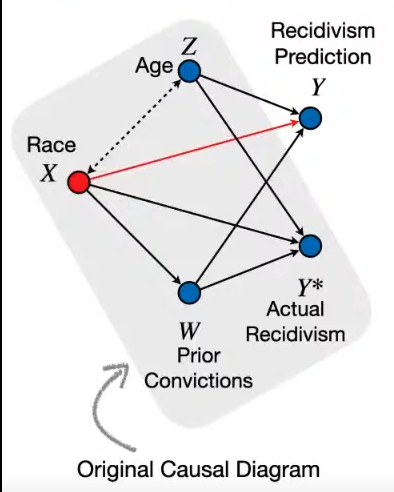 Recidivism
Prediction
Y
Z
Age
Race
X
Y*
Actual
Recidivism
W
Prior
Convictions
Original Causal Diagram